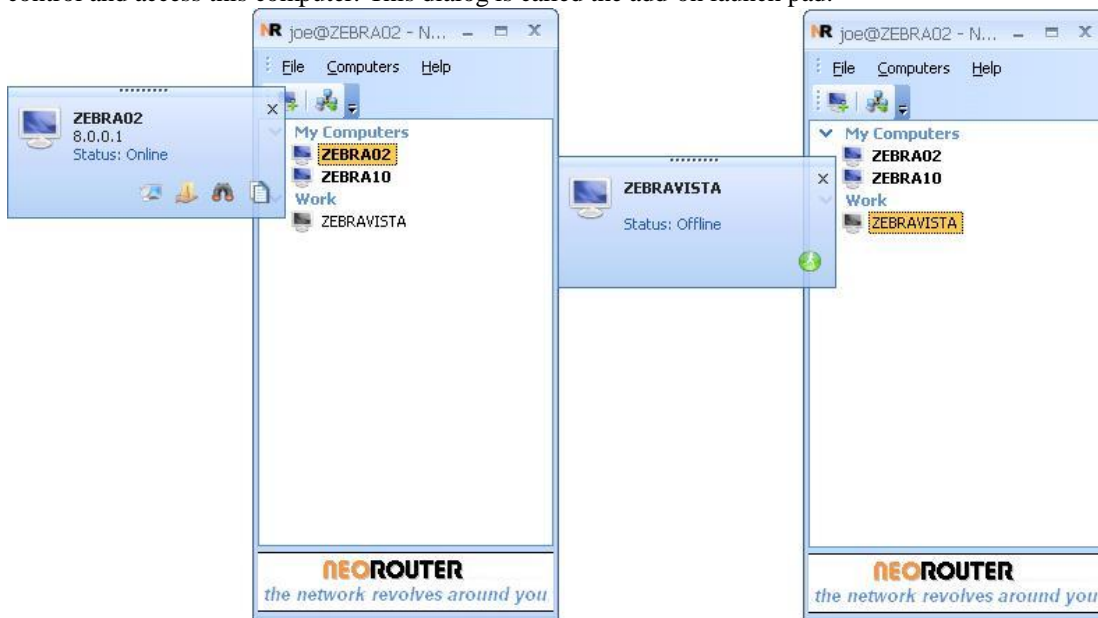 control and access this computer. This dialog is called the add-on launch pad.
NR joe@ZEBRA02 - N...
File Computers Help
ZEBRA02
8.0.0.1
Status: Online
My Computers
ZEBRA02
ZEBRA10
Work
ZEBRAVISTA
NEOROUTER
the network revolves around you
ZEBRAVISTA
Status: Offline
NR joe@ZEBRA02 - N...
File Computers Help
My Computers
ZEBRA02
ZEBRA10
Work
ZEBRAVISTA
NEOROUTER
the network revolves around you